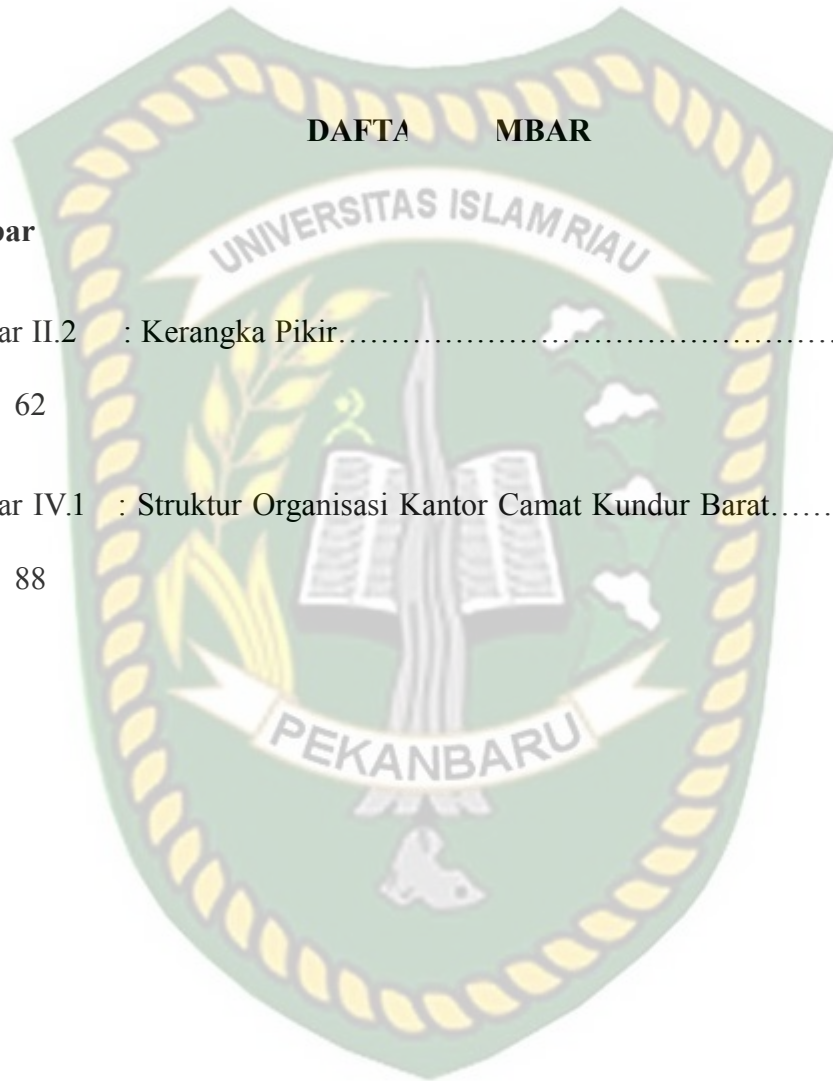 DAFTA MBAR
UNIVERSITAS ISLAM RIAU
bar
ar II.2 : Kerangka Pikir……………………………………………
62
ar IV.1 : Struktur Organisasi Kantor Camat Kundur Barat……
88
PEKANBARU